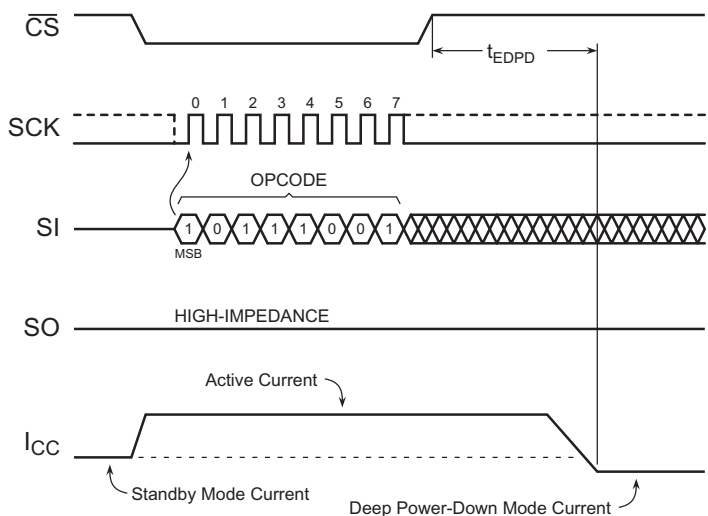 CS
tEDPD
0 1 2 3 4 5 6 7
SCK
OPCODE
SI
1 0 1 1 1 0 0 1
MSB
HIGH-IMPEDANCE
SO
Active Current
ICC
Standby Mode Current
Deep Power-Down Mode Current